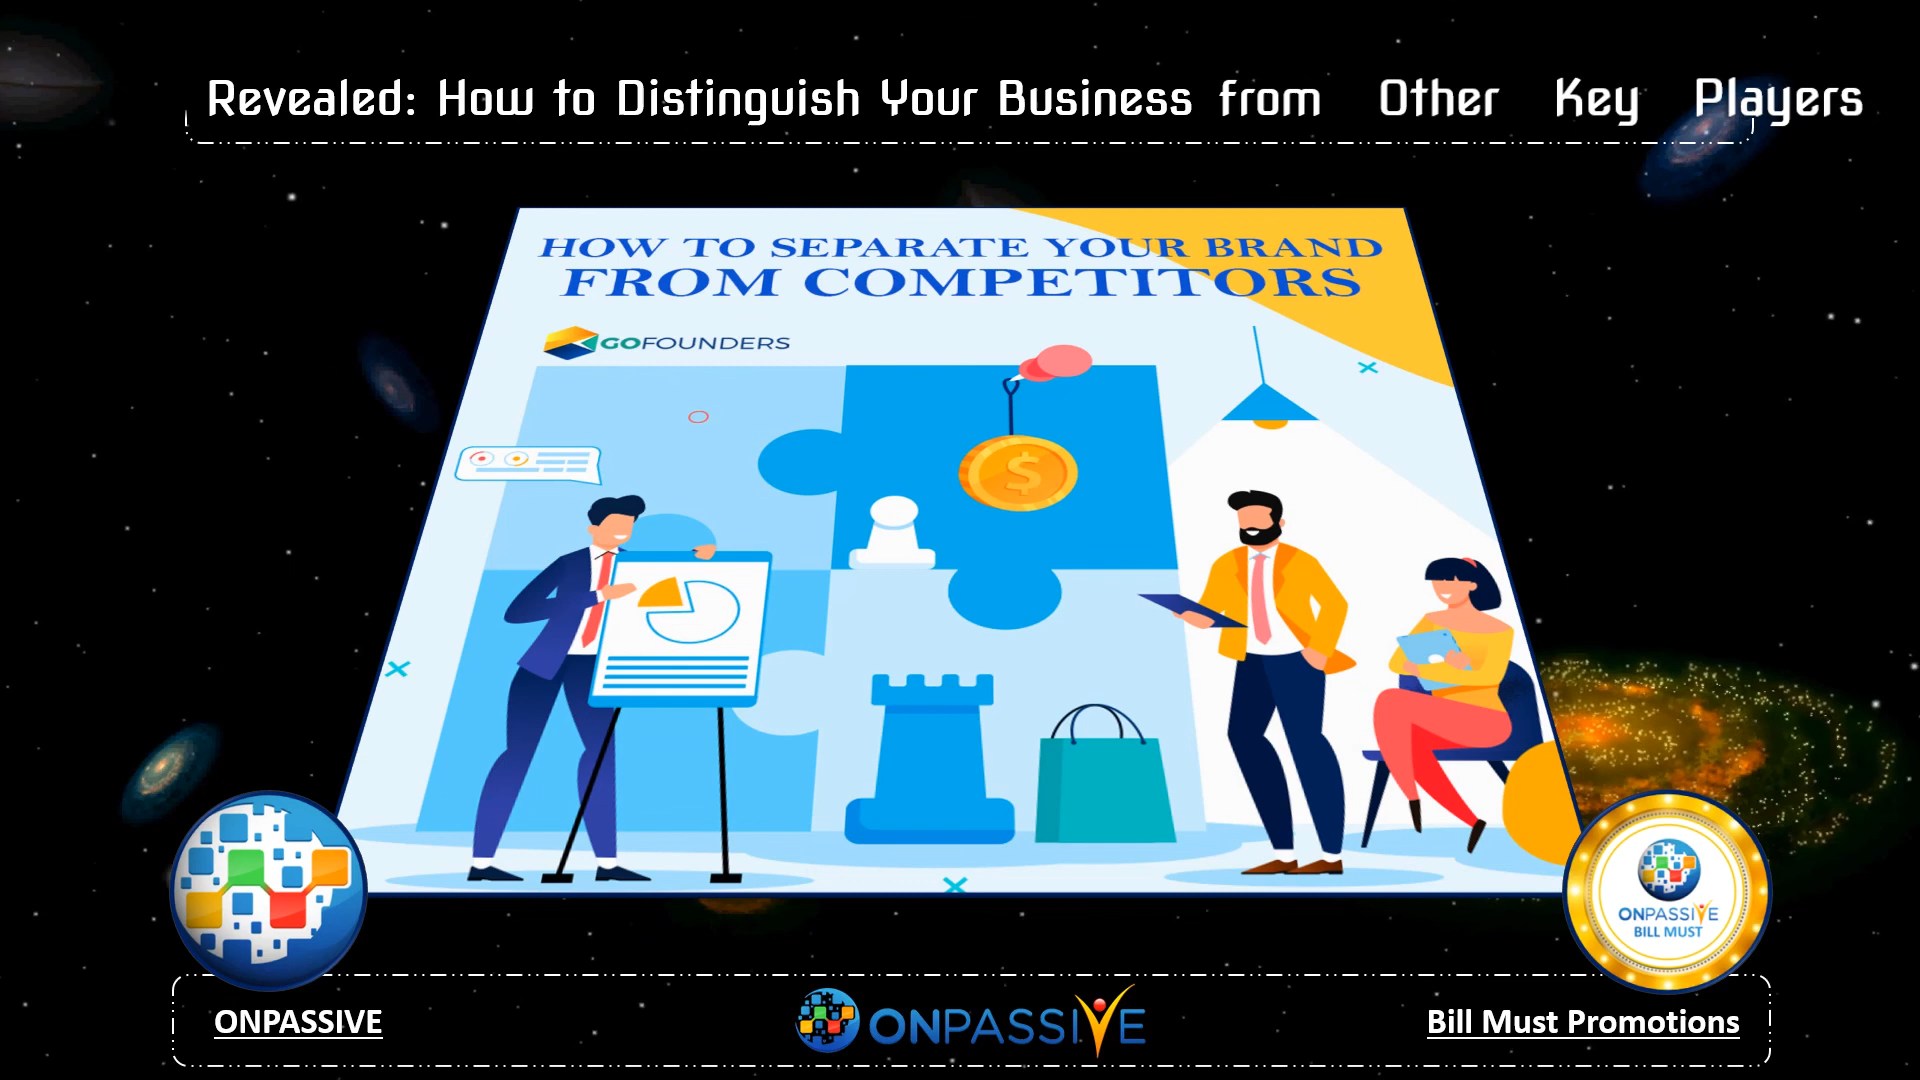 Revealed: How to Distinguish Your Business from Other Key Players
HOW TO SEPARATE YOUR BRAND
FROM COMPETITORS
GOFOUNDERS
$
ONPASSIVE
BILL MUST
ONPASSIVE
ONPASSIVE
Bill Must Promotions